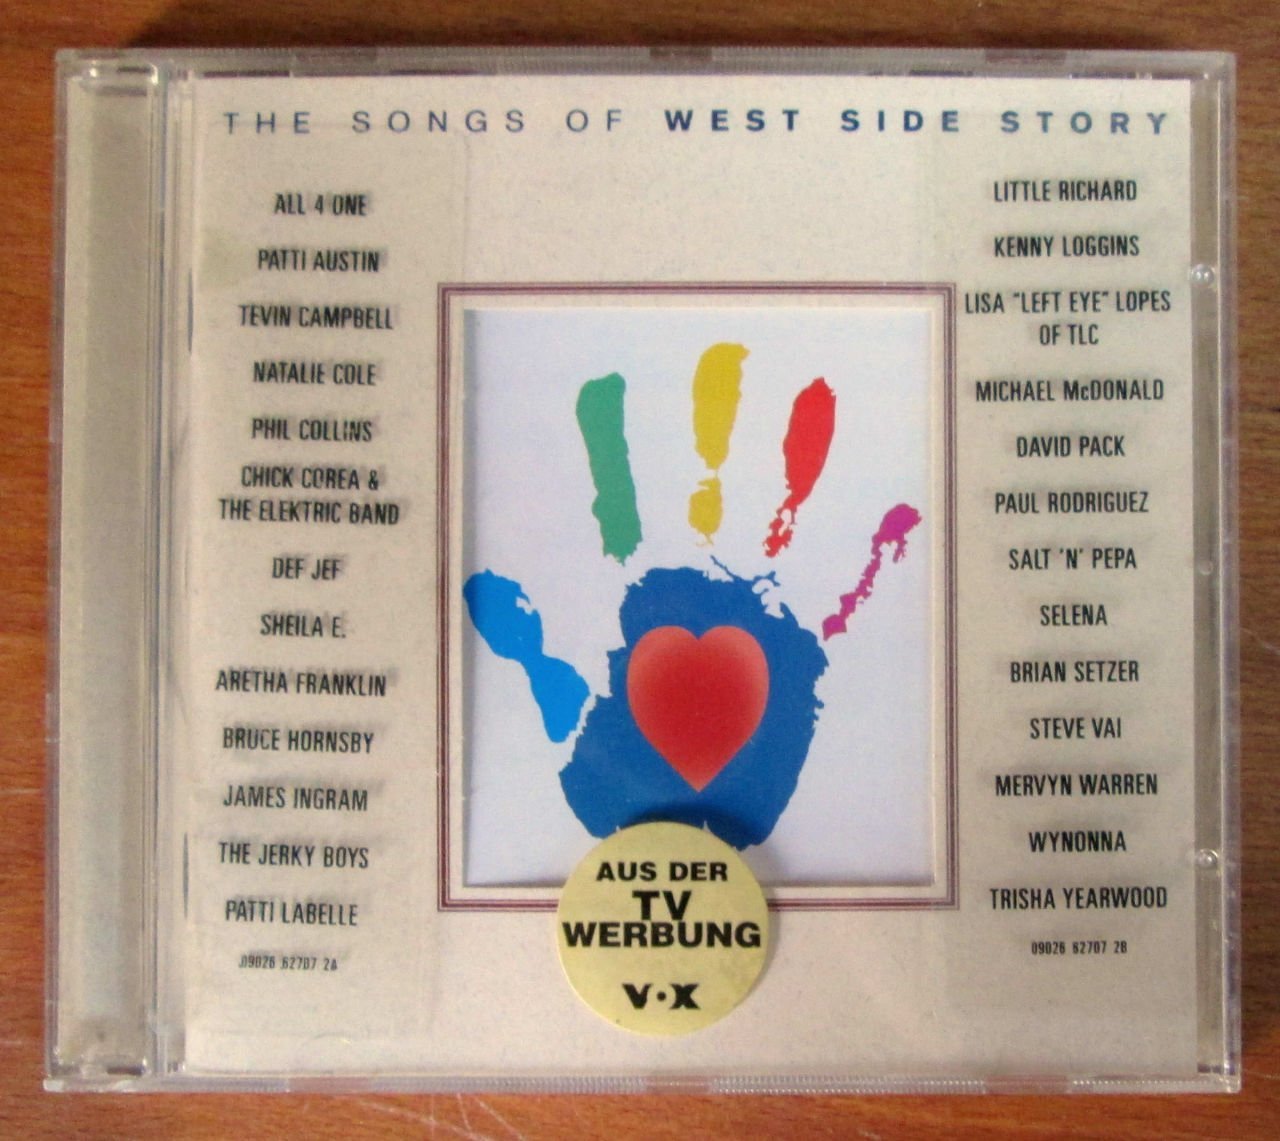 THE SONGS OF WEST SIDE STORY
ALL 4 ONE
PATTI AUSTIN
TEVIN CAMPBELL
NATALIE COLE
PHIL COLLINS
CHICK COREA &
THE ELEKTRIC BAND
DEF JEF
SHEILA E.
ARETHA FRANKLIN
BRUCE HORNSBY
JAMES INGRAM
THE JERKY BOYS
PATTI LABELLE
09026 62707 2A
LITTLE RICHARD
KENNY LOGGINS
LISA "LEFT EYE" LOPES
OF TLC
MICHAEL McDONALD
DAVID PACK
PAUL RODRIGUEZ
SALT 'N' PEPA
SELENA
BRIAN SETZER
STEVE VAI
MERVYN WARREN
WYNONNA
TRISHA YEARWOOD
09026 62707 2B
AUS DER
TV
WERBUNG
V·X